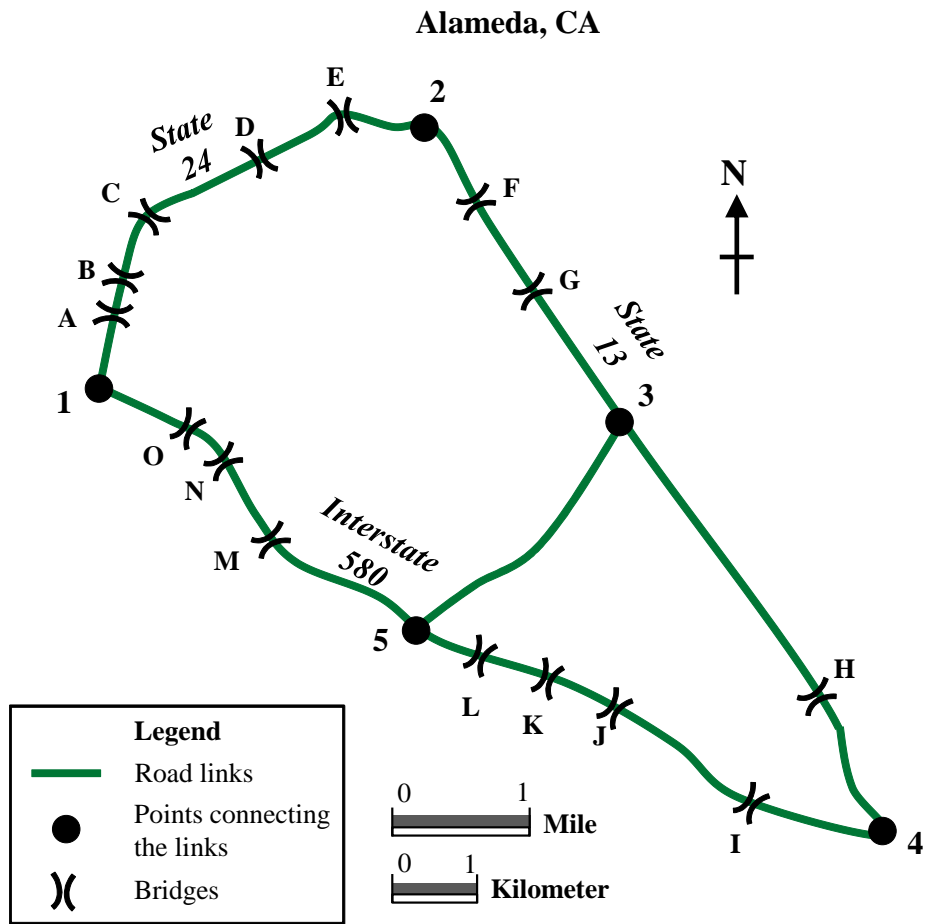 Alameda, CA
E
2
State
24
D
C
F
N
B
G
A
State
13
3
1
O
N
Interstate
580
M
5
H
L
K
J
Legend
Road links
Points connecting
the links
Bridges
0 1
Mile
0 1
Kilometer
I
4